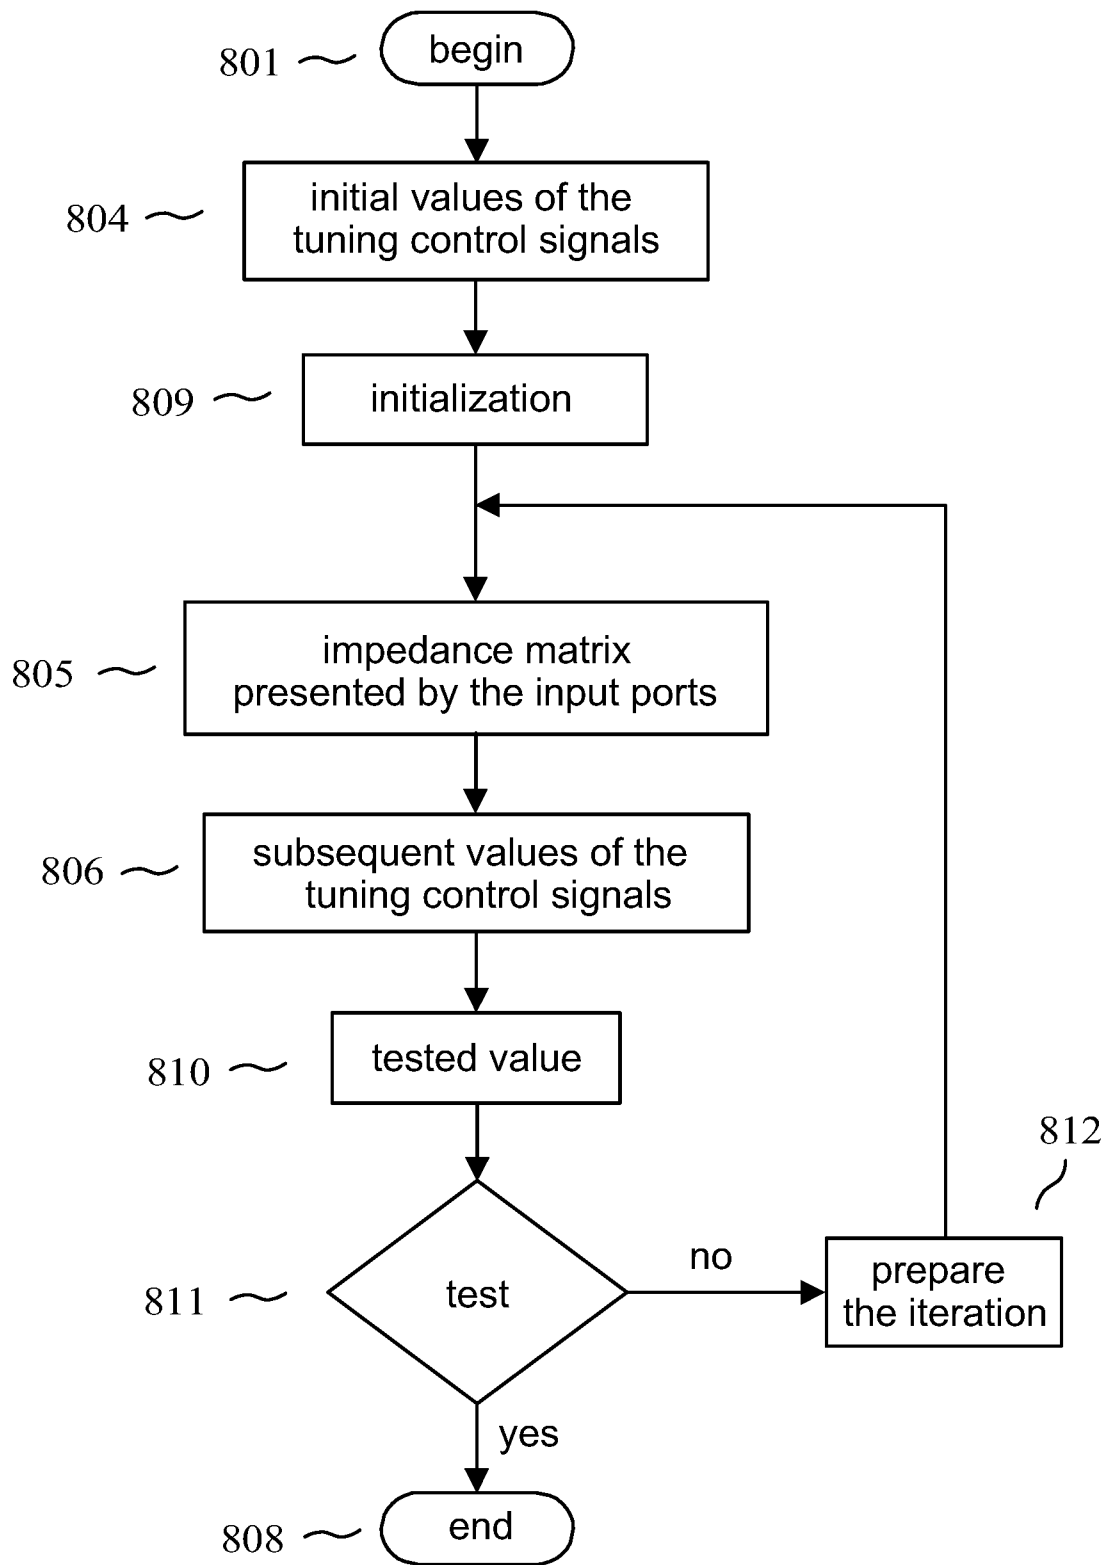 801
begin
804
initial values of the
tuning control signals
809
initialization
805
impedance matrix
presented by the input ports
806
subsequent values of the
tuning control signals
810
tested value
812
811
test
no
prepare
the iteration
yes
808
end